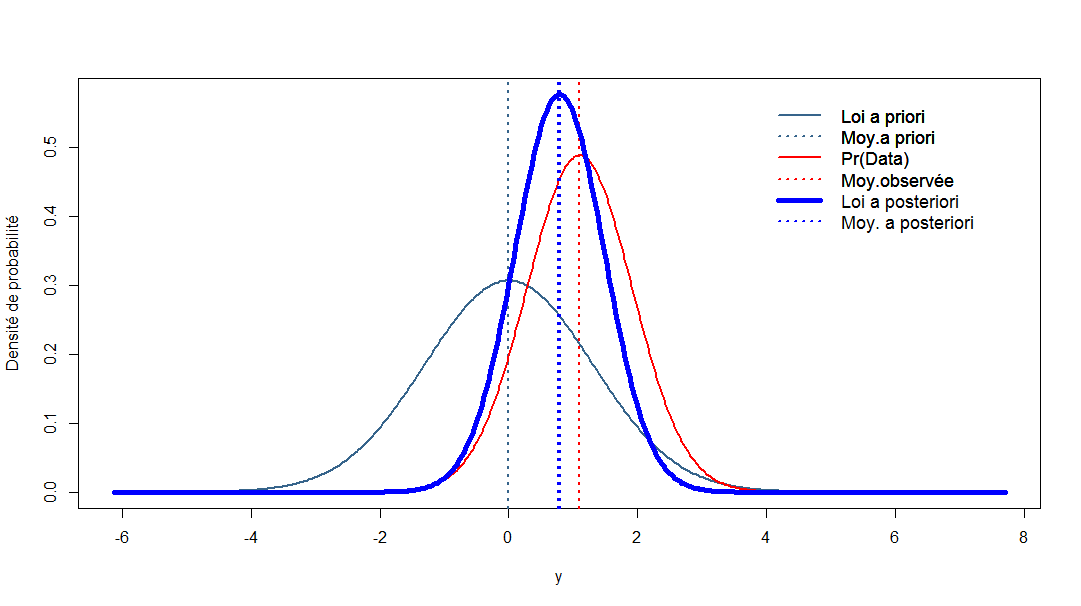 Loi a priori
Moy.a priori
Pr(Data)
Moy.observée
Loi a posteriori
Moy. a posteriori
Densité de probabilité
0.5
0.4
0.3
0.2
0.1
0.0
-6 -4 -2 0 2 4 6 8
y